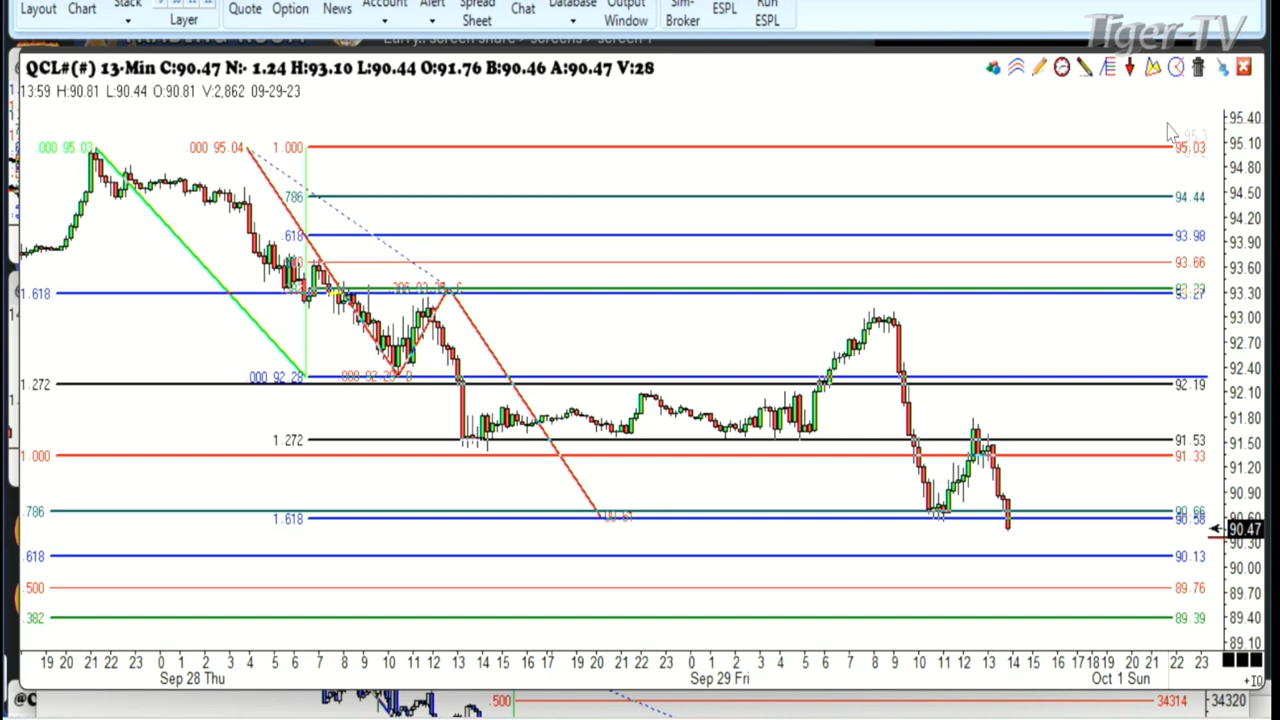 Layout Chart Stack Layer Quote Option News Account Alert Spread Sheet Chat Database Output Window Sim-Broker ESPL Run ESPL
Tiger-TV
QCL#(#) 13-Min C:90.47 N:- 1.24 H:93.10 L:90.44 O:91.76 B:90.46 A:90.47 V:28
13:59 H:90.81 L:90.44 O:90.81 V:2,862 09-29-23
95.40
.000 95.03 .000 95.04 1.000 95.03 95.10
94.80
.786 94.44 94.50
94.20
.618 93.98 93.90
93.66 93.60
1.618 93.27 93.30
93.00
92.70
.000 92.28 92.40
1.272 92.19 92.10
91.80
1.272 91.53 91.50
1.000 91.33
91.20
90.90
.786 90.66
1.618 90.58 90.60
90.47
90.30
.618 90.13
90.00
.500 89.76 89.70
.382 89.39 89.40
89.10
19 20 21 22 23 0 1 2 3 4 5 6 7 8 9 10 11 12 13 14 15 16 17 19 20 21 22 23 0 1 2 3 4 5 6 7 8 9 10 11 12 13 14 15 16 17 18 19 20 21 22 23
Sep 28 Thu Sep 29 Fri Oct 1 Sun
.500 34314 34320